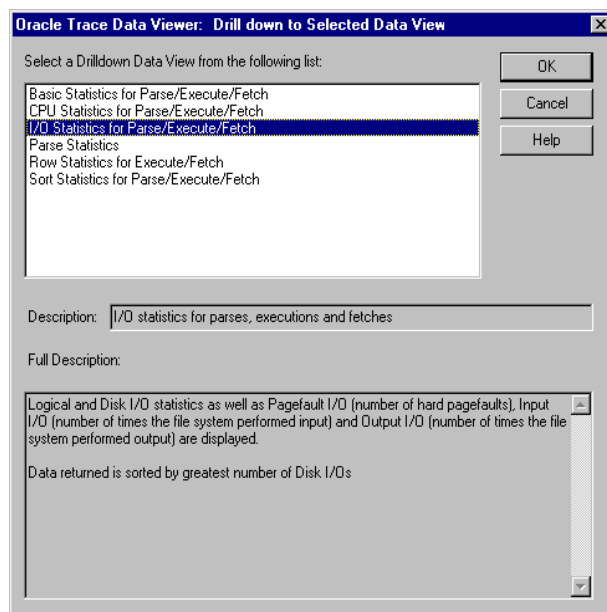 Oracle Trace Data Viewer: Drill down to Selected Data View
Select a Drilldown Data View from the following list:
OK
Cancel
Help
Basic Statistics for Parse/Execute/Fetch
CPU Statistics for Parse/Execute/Fetch
I/O Statistics for Parse/Execute/Fetch
Parse Statistics
Row Statistics for Execute/Fetch
Sort Statistics for Parse/Execute/Fetch
Description: I/O statistics for parses, executions and fetches
Full Description:
Logical and Disk I/O statistics as well as Pagefault I/O (number of hard pagefaults), Input
I/O (number of times the file system performed input) and Output I/O (number of times the file
system performed output) are displayed.
Data returned is sorted by greatest number of Disk I/Os